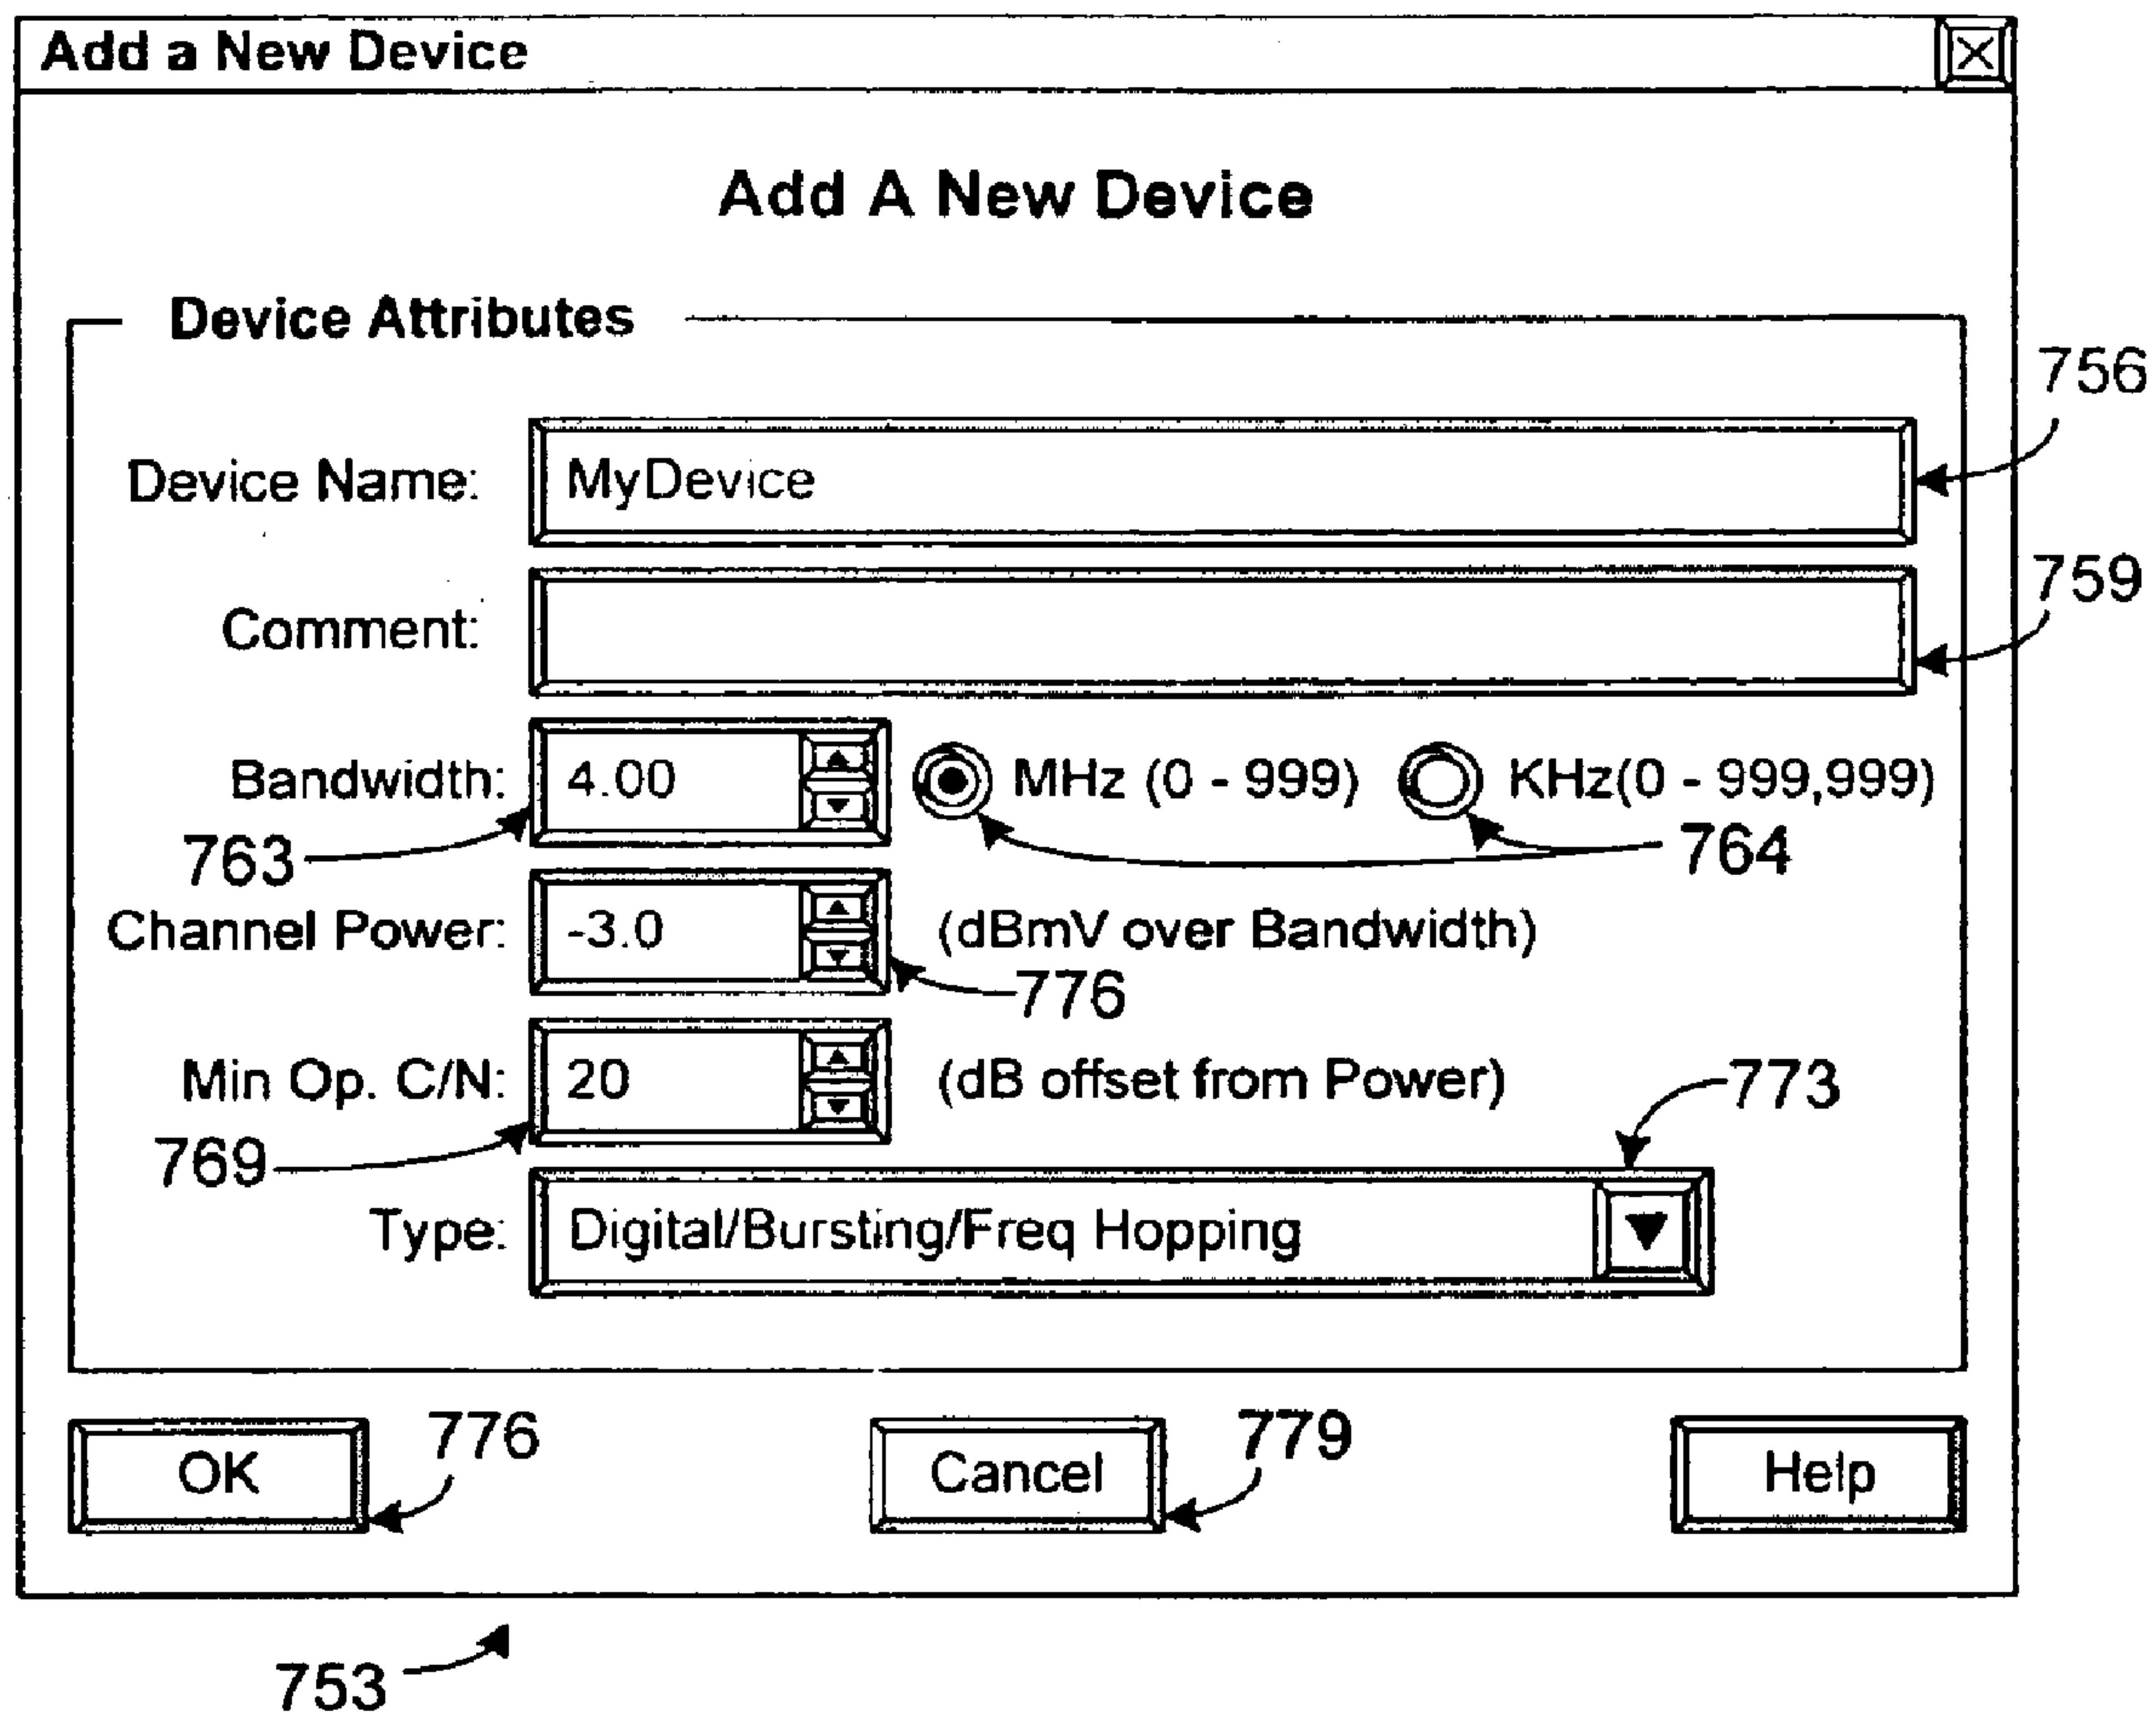 Add a New Device
Add A New Device
Device Attributes
756
Device Name: MyDevice
759
Comment:
Bandwidth: 4.00 MHz (0 - 999) KHz(0 - 999,999)
763 764
Channel Power: -3.0 (dBmV over Bandwidth)
776
Min Op. C/N: 20 (dB offset from Power) 773
769
Type: Digital/Bursting/Freq Hopping
OK 776 Cancel 779 Help
753